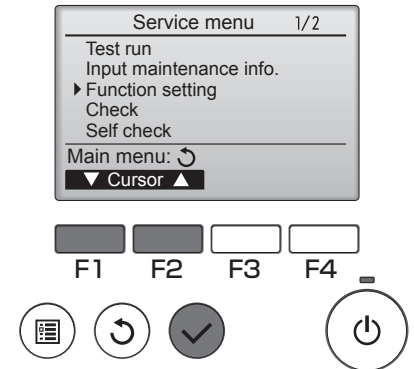 Service menu 1/2
Test run
Input maintenance info.
Function setting
Check
Self check
Main menu:
Cursor
F1 F2 F3 F4